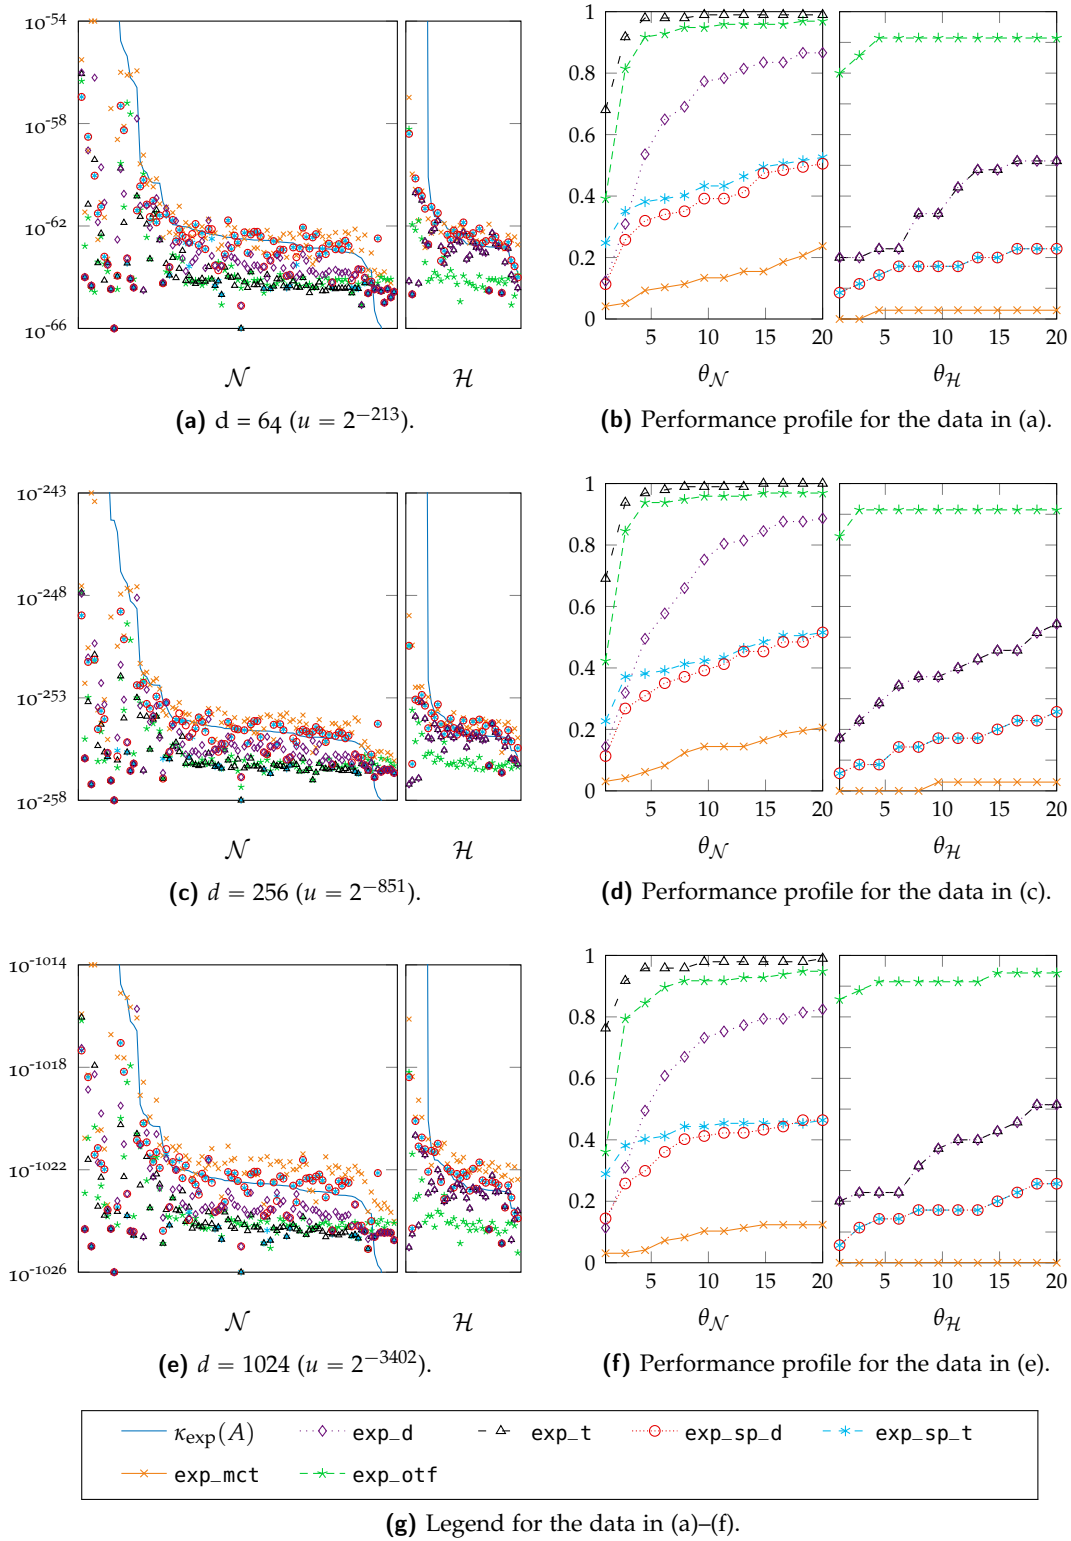 10^-54
10^-58
10^-62
10^-66
𝒩
ℋ
(a) d = 64 (u = 2^-213).
1
0.8
0.6
0.4
0.2
0
5 10 15 20
5 10 15 20
θ_𝒩
θ_ℋ
(b) Performance profile for the data in (a).
10^-243
10^-248
10^-253
10^-258
𝒩
ℋ
(c) d = 256 (u = 2^-851).
1
0.8
0.6
0.4
0.2
0
5 10 15 20
5 10 15 20
θ_𝒩
θ_ℋ
(d) Performance profile for the data in (c).
10^-1014
10^-1018
10^-1022
10^-1026
𝒩
ℋ
(e) d = 1024 (u = 2^-3402).
1
0.8
0.6
0.4
0.2
0
5 10 15 20
5 10 15 20
θ_𝒩
θ_ℋ
(f) Performance profile for the data in (e).
κ_exp(A) exp_d exp_t exp_sp_d exp_sp_t
exp_mct exp_otf
(g) Legend for the data in (a)–(f).